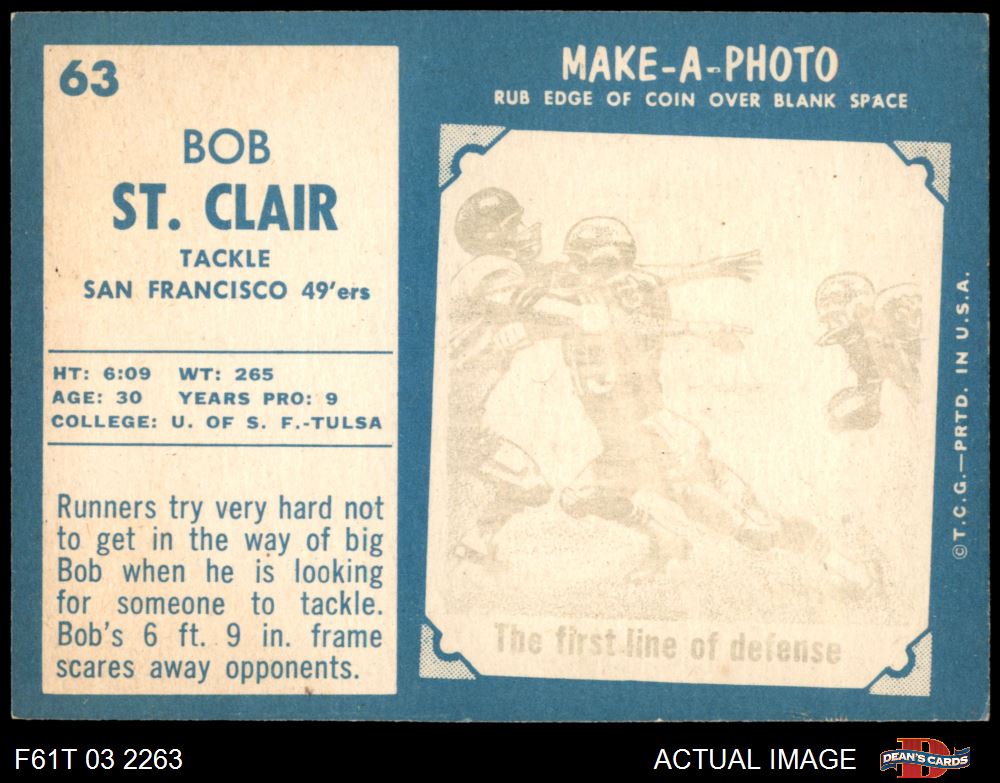 63
BOB
ST. CLAIR
TACKLE
SAN FRANCISCO 49'ers
HT: 6:09 WT: 265
AGE: 30 YEARS PRO: 9
COLLEGE: U. OF S. F.-TULSA
Runners try very hard not
to get in the way of big
Bob when he is looking
for someone to tackle.
Bob's 6 ft. 9 in. frame
scares away opponents.
MAKE-A-PHOTO
RUB EDGE OF COIN OVER BLANK SPACE
The first line of defense
©T.C.G.—PRTD. IN U.S.A.
F61T 03 2263
ACTUAL IMAGE
DEAN'S CARDS